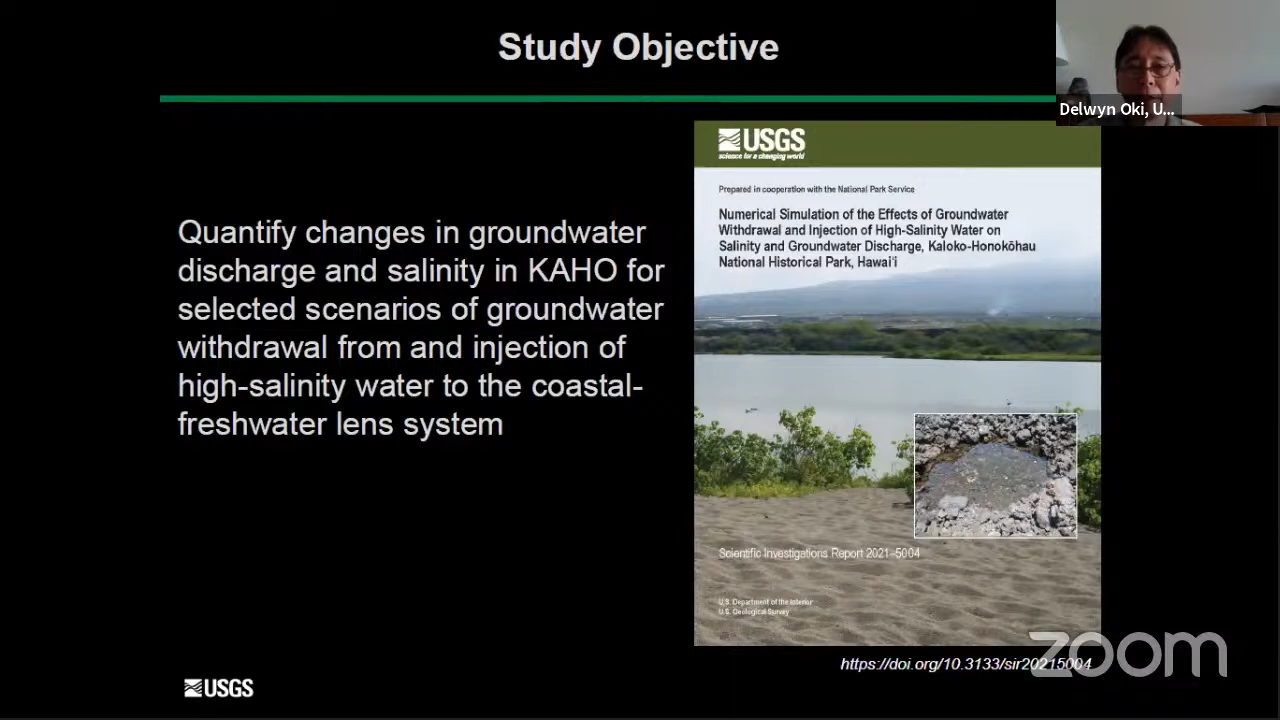 Study Objective
Delwyn Oki, U...
USGS
science for a changing world
Prepared in cooperation with the National Park Service
Numerical Simulation of the Effects of Groundwater
Withdrawal and Injection of High-Salinity Water on
Salinity and Groundwater Discharge, Kaloko-Honokōhau
National Historical Park, Hawaiʻi
Quantify changes in groundwater
discharge and salinity in KAHO for
selected scenarios of groundwater
withdrawal from and injection of
high-salinity water to the coastal-
freshwater lens system
Scientific Investigations Report 2021–5004
U.S. Department of the Interior
U.S. Geological Survey
https://doi.org/10.3133/sir20215004
zoom
USGS